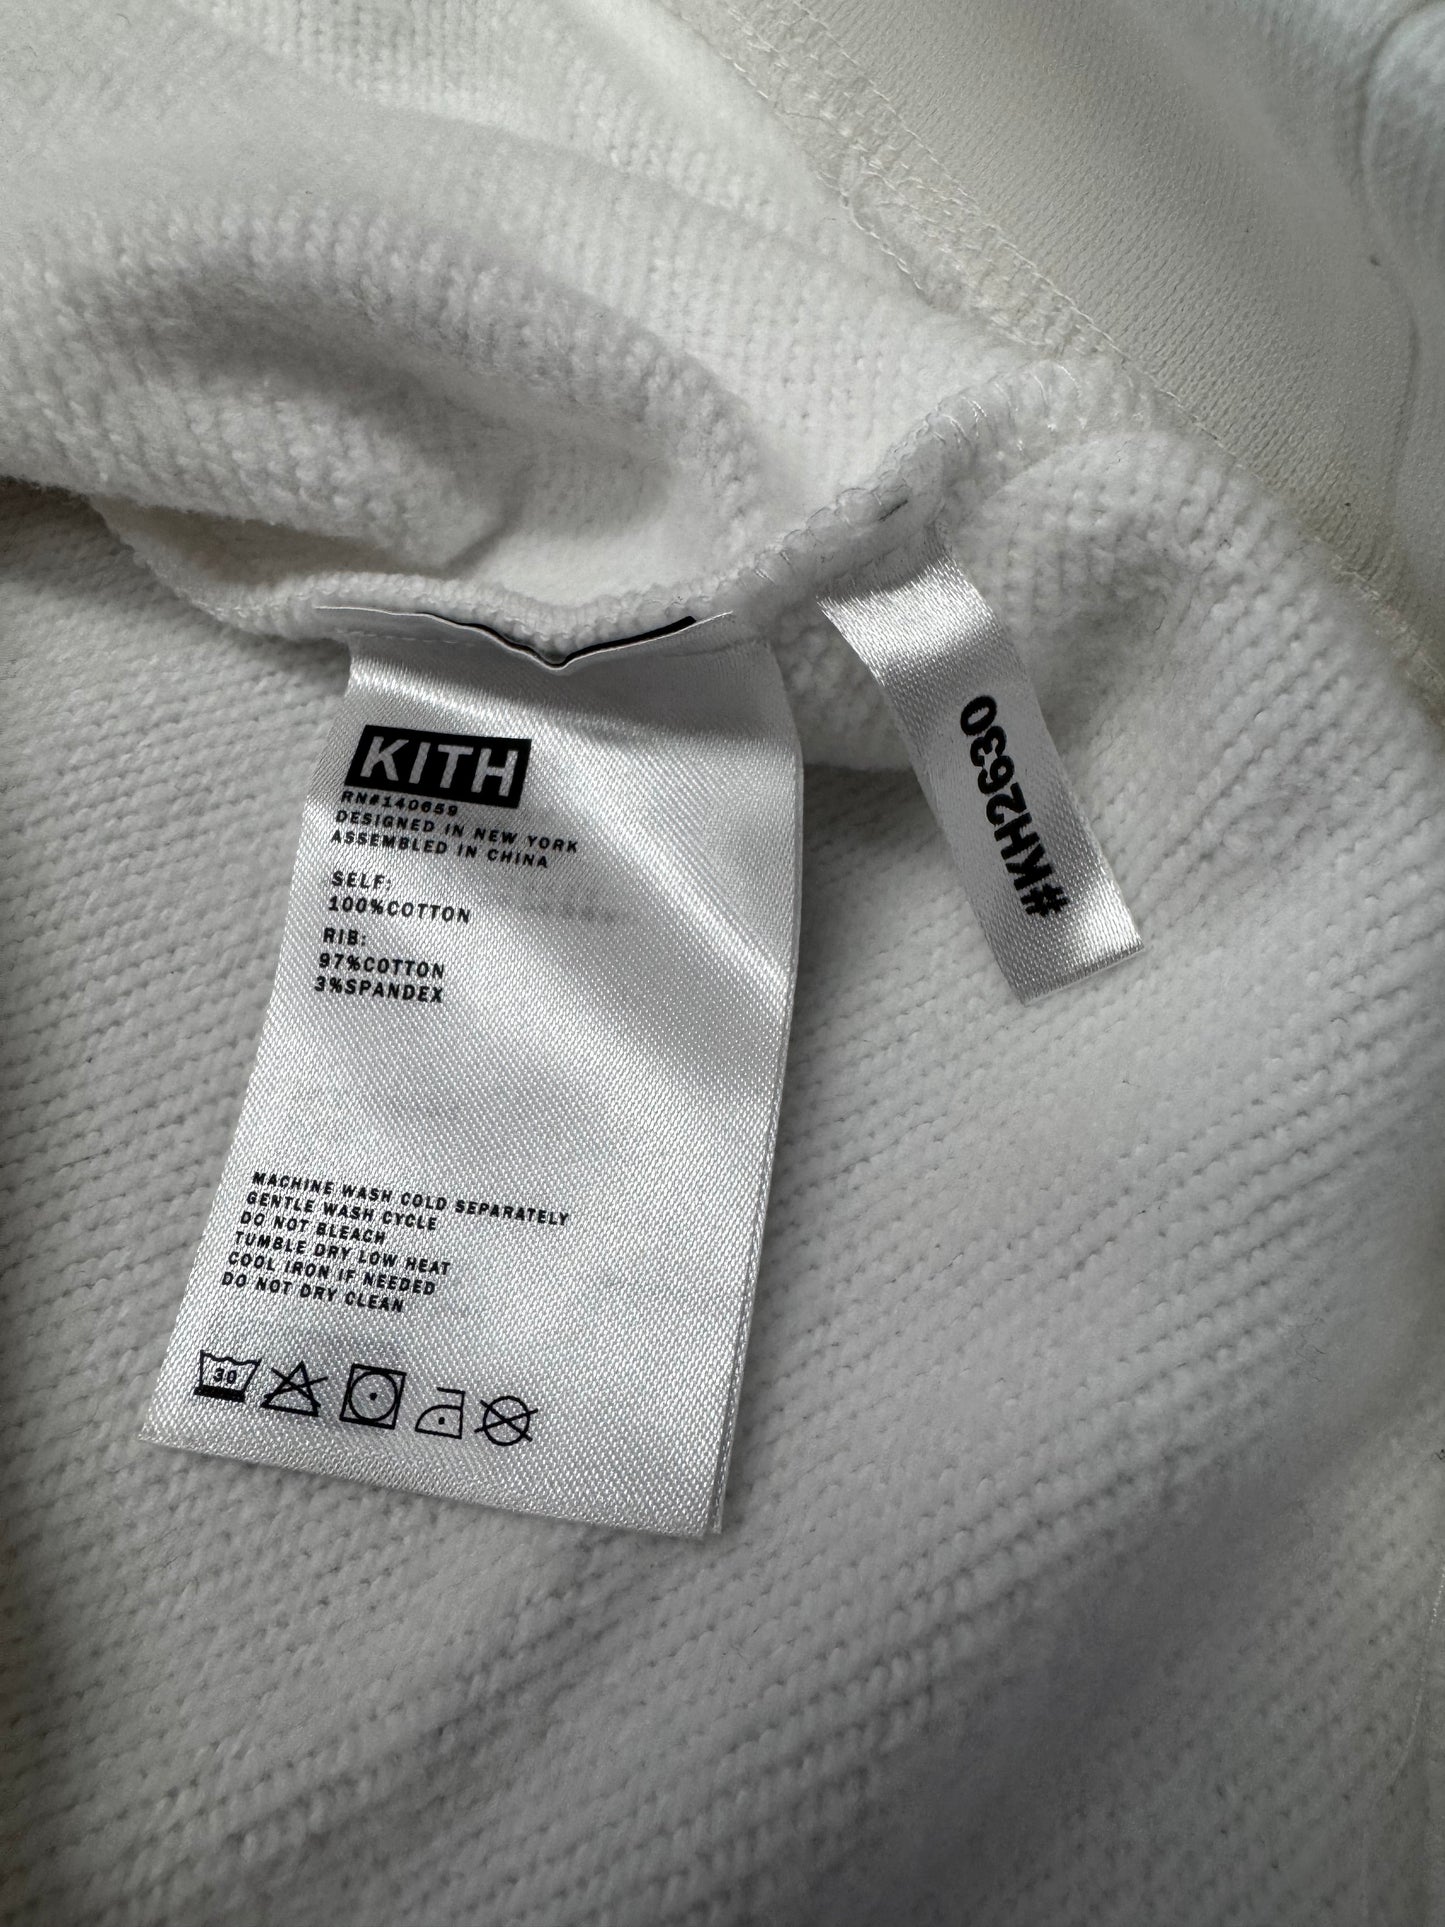 KITH
RN#140659
DESIGNED IN NEW YORK
ASSEMBLED IN CHINA
SELF:
100%COTTON
RIB:
97%COTTON
3%SPANDEX
MACHINE WASH COLD SEPARATELY
GENTLE WASH CYCLE
DO NOT BLEACH
TUMBLE DRY LOW HEAT
COOL IRON IF NEEDED
DO NOT DRY CLEAN
30
#KH2630